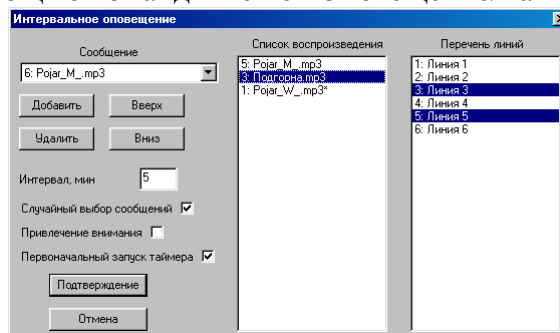 Интервальное оповещение
Сообщение
6: Pojar_M_.mp3
Добавить
Вверх
Удалить
Вниз
Интервал, мин
5
Случайный выбор сообщений
Привлечение внимания
Первоначальный запуск таймера
Подтверждение
Отмена
Список воспроизведения
5: Pojar_M_.mp3
3: Подгорна.mp3
1: Pojar_W_.mp3*
Перечень линий
1: Линия 1
2: Линия 2
3: Линия 3
4: Линия 4
5: Линия 5
6: Линия 6